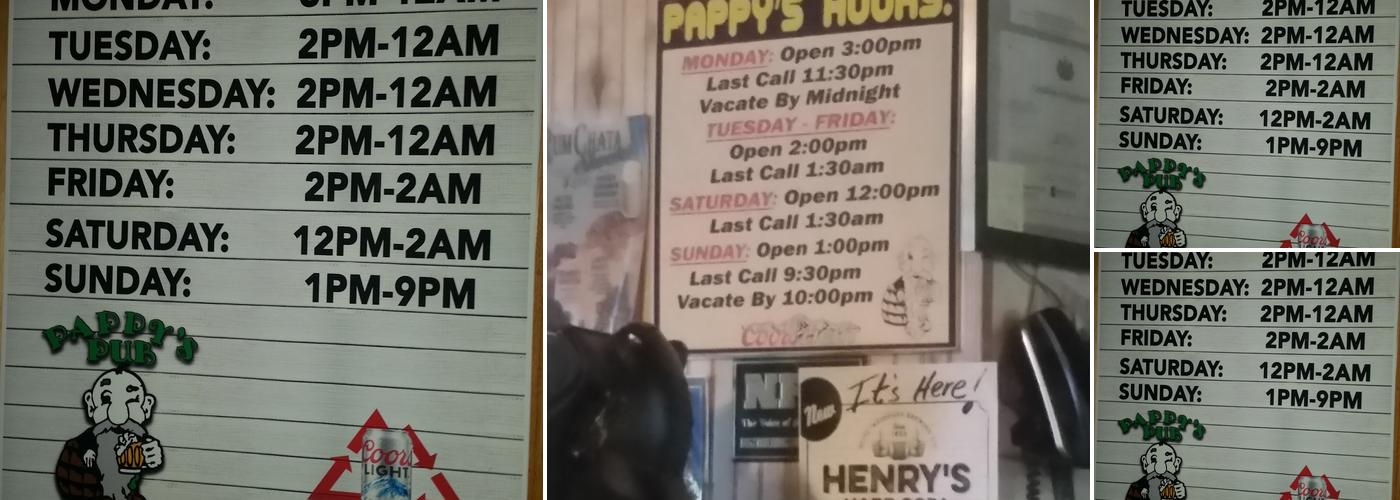 TUESDAY: 2PM-12AM
WEDNESDAY: 2PM-12AM
THURSDAY: 2PM-12AM
FRIDAY: 2PM-2AM
SATURDAY: 12PM-2AM
SUNDAY: 1PM-9PM
PAPPY'S
PUB
Coors
LIGHT
PAPPY'S HOURS:
MONDAY: Open 3:00pm
Last Call 11:30pm
Vacate By Midnight
TUESDAY - FRIDAY:
Open 2:00pm
Last Call 1:30am
SATURDAY: Open 12:00pm
Last Call 1:30am
SUNDAY: Open 1:00pm
Last Call 9:30pm
Vacate By 10:00pm
Coors
New
It's Here!
HENRY'S
TUESDAY: 2PM-12AM
WEDNESDAY: 2PM-12AM
THURSDAY: 2PM-12AM
FRIDAY: 2PM-2AM
SATURDAY: 12PM-2AM
SUNDAY: 1PM-9PM
PAPPY'S
PUB
Coors
TUESDAY: 2PM-12AM
WEDNESDAY: 2PM-12AM
THURSDAY: 2PM-12AM
FRIDAY: 2PM-2AM
SATURDAY: 12PM-2AM
SUNDAY: 1PM-9PM
PAPPY'S
PUB
Coors